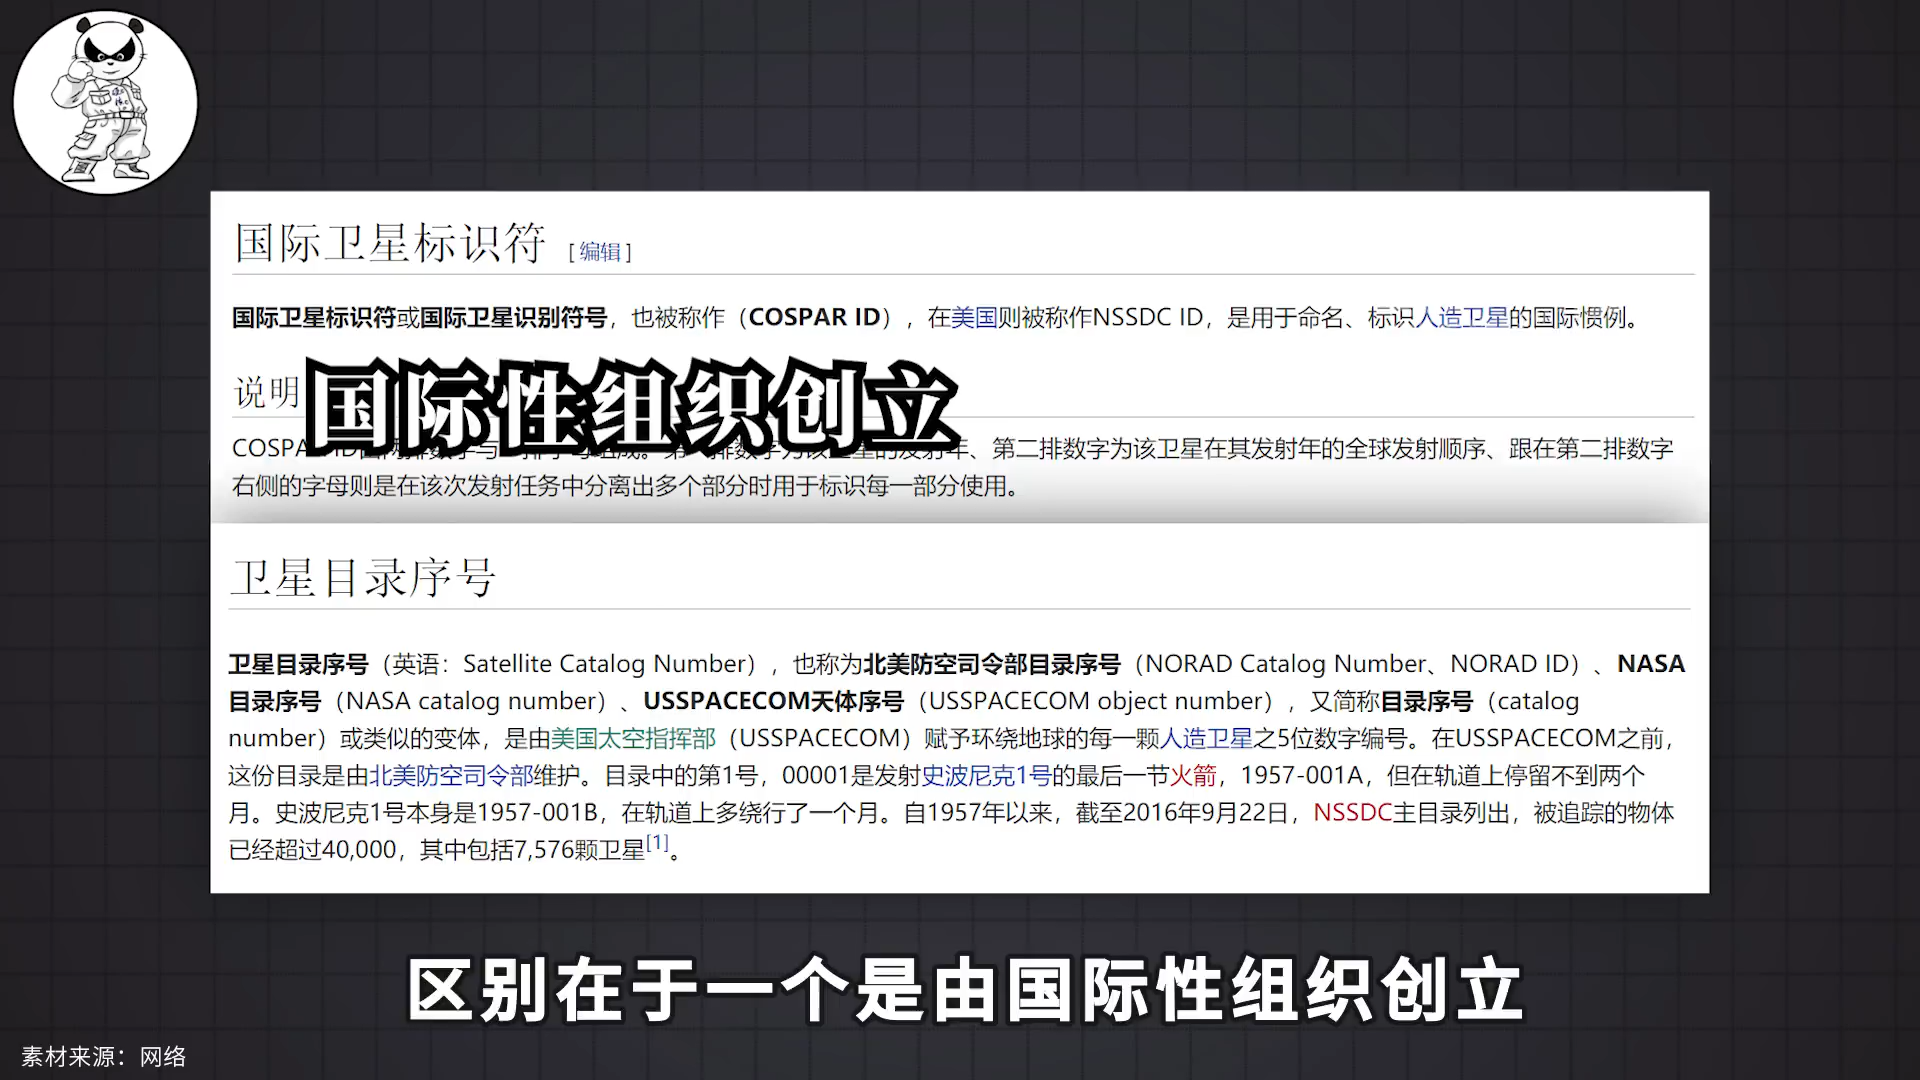 国际卫星标识符 [编辑]
国际卫星标识符或国际卫星识别符号，也被称作（COSPAR ID），在美国则被称作NSSDC ID，是用于命名、标识人造卫星的国际惯例。
说明
国际性组织创立
COSPA 星的发射年、第二排数字为该卫星在其发射年的全球发射顺序、跟在第二排数字
右侧的字母则是在该次发射任务中分离出多个部分时用于标识每一部分使用。
卫星目录序号
卫星目录序号（英语：Satellite Catalog Number），也称为北美防空司令部目录序号（NORAD Catalog Number、NORAD ID）、NASA
目录序号（NASA catalog number）、USSPACECOM天体序号（USSPACECOM object number），又简称目录序号（catalog
number）或类似的变体，是由美国太空指挥部（USSPACECOM）赋予环绕地球的每一颗人造卫星之5位数字编号。在USSPACECOM之前，
这份目录是由北美防空司令部维护。目录中的第1号，00001是发射史波尼克1号的最后一节火箭，1957-001A，但在轨道上停留不到两个
月。史波尼克1号本身是1957-001B，在轨道上多绕行了一个月。自1957年以来，截至2016年9月22日，NSSDC主目录列出，被追踪的物体
已经超过40,000，其中包括7,576颗卫星[1]。
区别在于一个是由国际性组织创立
素材来源：网络